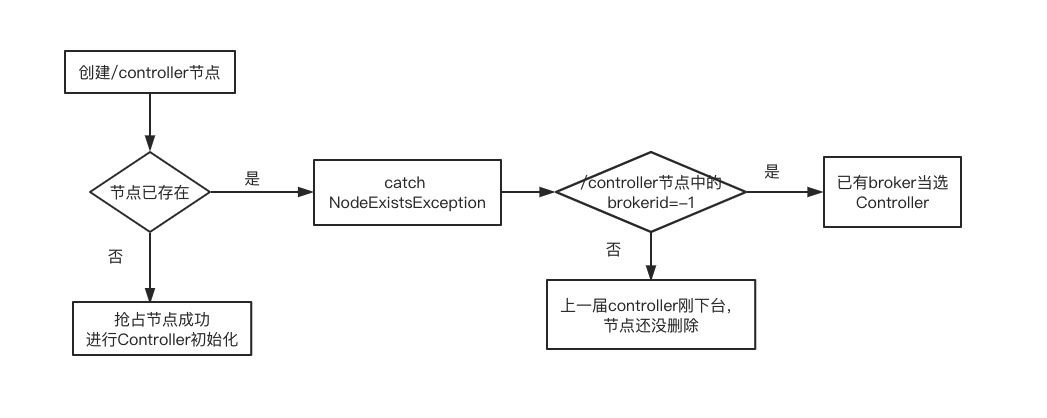 创建/controller节点
节点已存在
是
catch
NodeExistsException
/controller节点中的
brokerid=-1
是
已有broker当选
Controller
否
抢占节点成功
进行Controller初始化
否
上一届controller刚下台,
节点还没删除